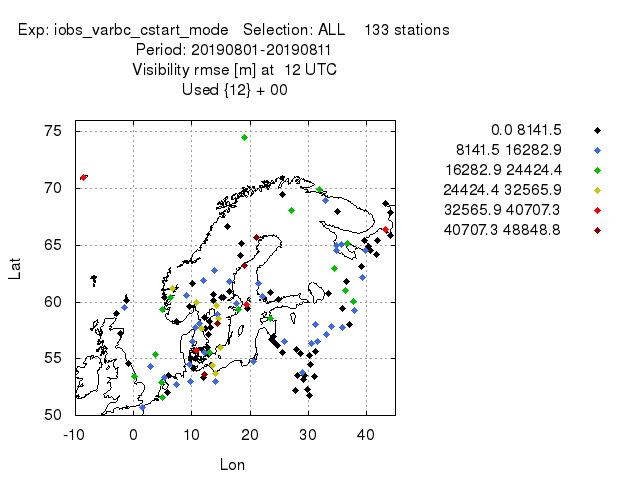 Exp: iobs_varbc_cstart_mode Selection: ALL 133 stations
Period: 20190801-20190811
Visibility rmse [m] at 12 UTC
Used {12} + 00
0.0 8141.5
8141.5 16282.9
16282.9 24424.4
24424.4 32565.9
32565.9 40707.3
40707.3 48848.8
75
70
65
60
55
50
Lat
-10 0 10 20 30 40
Lon